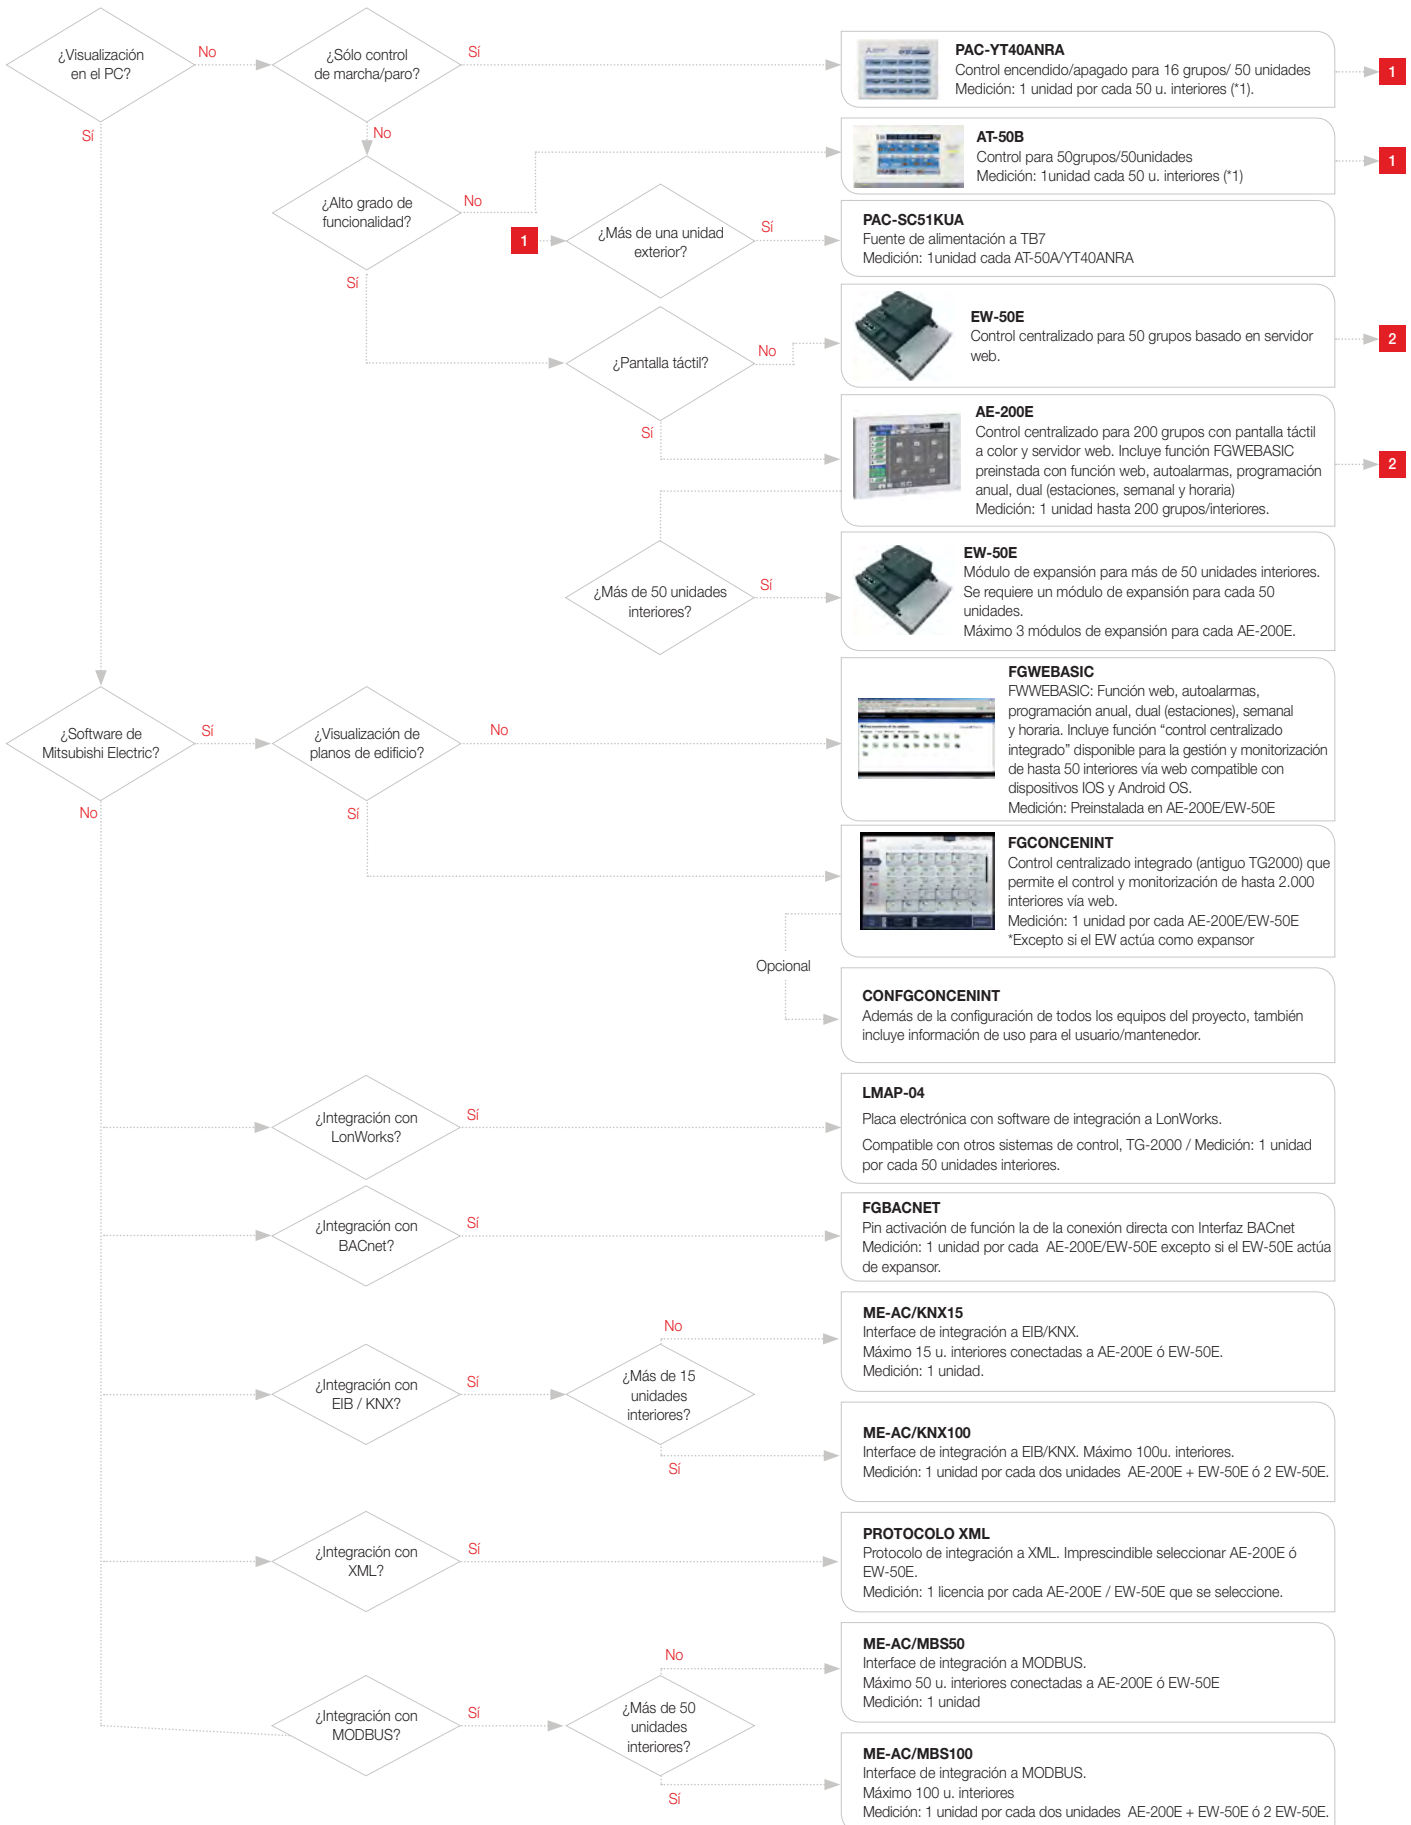 ¿Visualización
en el PC?
No
¿Sólo control
de marcha/paro?
Sí
PAC-YT40ANRA
Control encendido/apagado para 16 grupos/ 50 unidades
Medición: 1 unidad por cada 50 u. interiores (*1).
1
Sí
No
AT-50B
Control para 50grupos/50unidades
Medición: 1unidad cada 50 u. interiores (*1)
1
¿Alto grado de
funcionalidad?
No
1
¿Más de una unidad
exterior?
Sí
PAC-SC51KUA
Fuente de alimentación a TB7
Medición: 1unidad cada AT-50A/YT40ANRA
Sí
¿Pantalla táctil?
No
EW-50E
Control centralizado para 50 grupos basado en servidor
web.
2
Sí
AE-200E
Control centralizado para 200 grupos con pantalla táctil
a color y servidor web. Incluye función FGWEBASIC
preinstada con función web, autoalarmas, programación
anual, dual (estaciones, semanal y horaria)
Medición: 1 unidad hasta 200 grupos/interiores.
2
¿Más de 50 unidades
interiores?
Sí
EW-50E
Módulo de expansión para más de 50 unidades interiores.
Se requiere un módulo de expansión para cada 50
unidades.
Máximo 3 módulos de expansión para cada AE-200E.
¿Software de
Mitsubishi Electric?
Sí
¿Visualización de
planos de edificio?
No
FGWEBASIC
FWWEBASIC: Función web, autoalarmas,
programación anual, dual (estaciones), semanal
y horaria. Incluye función “control centralizado
integrado” disponible para la gestión y monitorización
de hasta 50 interiores vía web compatible con
dispositivos IOS y Android OS.
Medición: Preinstalada en AE-200E/EW-50E
No
Sí
FGCONCENINT
Control centralizado integrado (antiguo TG2000) que
permite el control y monitorización de hasta 2.000
interiores vía web.
Medición: 1 unidad por cada AE-200E/EW-50E
*Excepto si el EW actúa como expansor
Opcional
CONFGCONCENINT
Además de la configuración de todos los equipos del proyecto, también
incluye información de uso para el usuario/mantenedor.
¿Integración con
LonWorks?
Sí
LMAP-04
Placa electrónica con software de integración a LonWorks.
Compatible con otros sistemas de control, TG-2000 / Medición: 1 unidad
por cada 50 unidades interiores.
¿Integración con
BACnet?
Sí
FGBACNET
Pin activación de función la de la conexión directa con Interfaz BACnet
Medición: 1 unidad por cada AE-200E/EW-50E excepto si el EW-50E actúa
de expansor.
¿Integración con
EIB / KNX?
Sí
¿Más de 15
unidades
interiores?
No
ME-AC/KNX15
Interface de integración a EIB/KNX.
Máximo 15 u. interiores conectadas a AE-200E ó EW-50E.
Medición: 1 unidad.
Sí
ME-AC/KNX100
Interface de integración a EIB/KNX. Máximo 100u. interiores.
Medición: 1 unidad por cada dos unidades AE-200E + EW-50E ó 2 EW-50E.
¿Integración con
XML?
Sí
PROTOCOLO XML
Protocolo de integración a XML. Imprescindible seleccionar AE-200E ó
EW-50E.
Medición: 1 licencia por cada AE-200E / EW-50E que se seleccione.
¿Integración con
MODBUS?
Sí
¿Más de 50
unidades
interiores?
No
ME-AC/MBS50
Interface de integración a MODBUS.
Máximo 50 u. interiores conectadas a AE-200E ó EW-50E
Medición: 1 unidad
Sí
ME-AC/MBS100
Interface de integración a MODBUS.
Máximo 100 u. interiores
Medición: 1 unidad por cada dos unidades AE-200E + EW-50E ó 2 EW-50E.